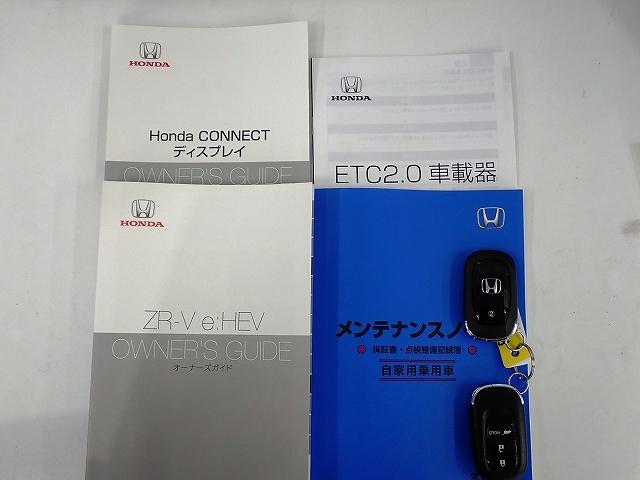 HONDA
Honda CONNECT
ディスプレイ
OWNER'S GUIDE
HONDA
ETC2.0 車載器
HONDA
ZR-V e:HEV
OWNER'S GUIDE
オーナーズガイド
メンテナンスノ
保証書・点検整備記録簿
自家用乗用車
2
HOLD